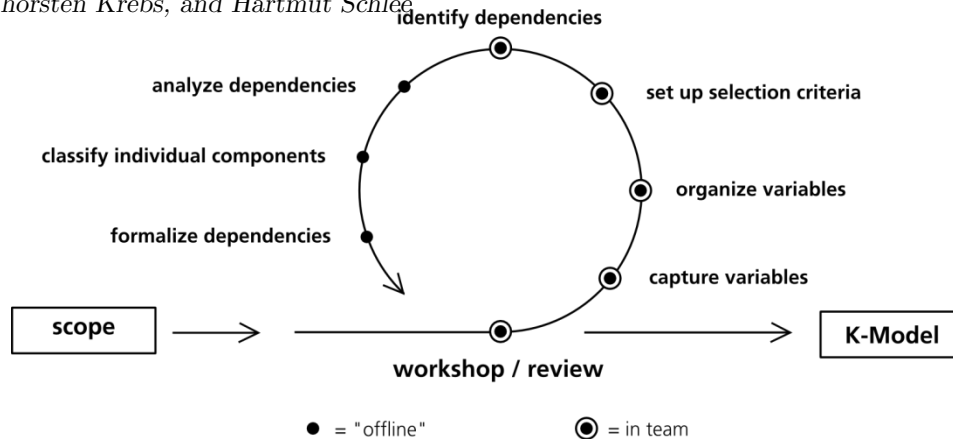 horsten Krebs, and Hartmut Schlee
identify dependencies
analyze dependencies
set up selection criteria
classify individual components
organize variables
formalize dependencies
capture variables
scope
K-Model
workshop / review
= "offline"
= in team